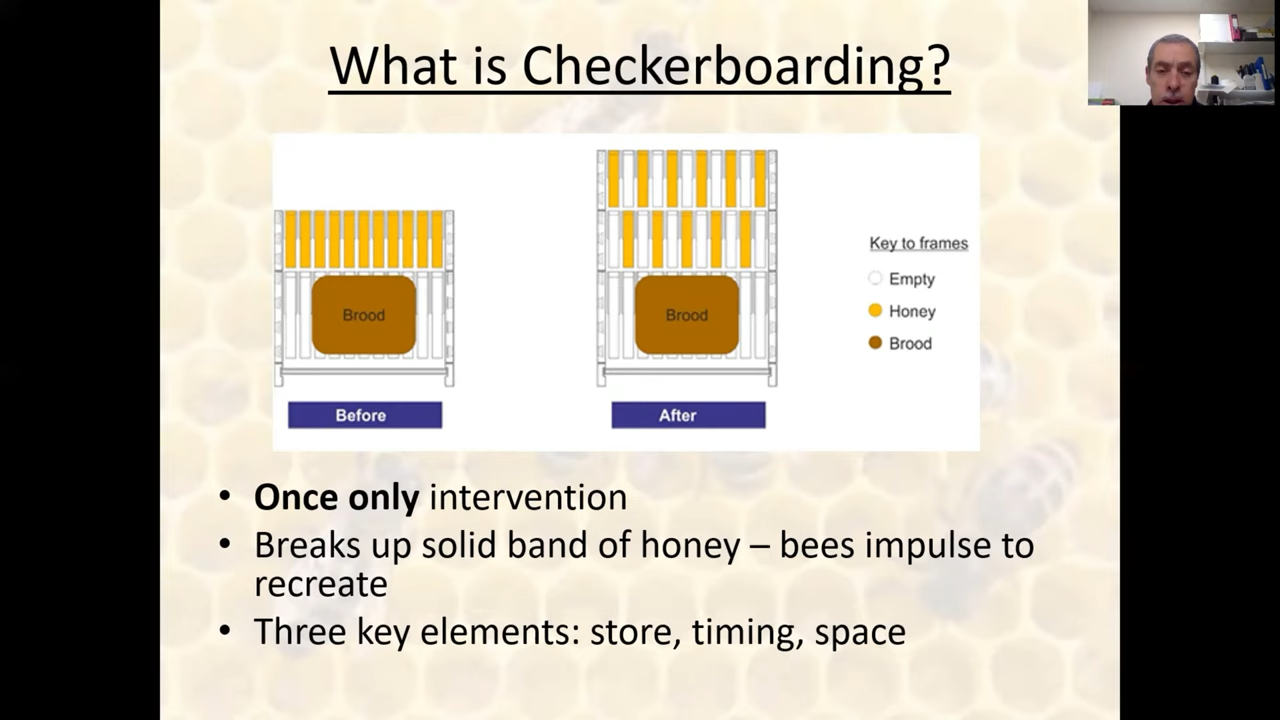 What is Checkerboarding?
Brood
Before
Brood
After
Key to frames
Empty
Honey
Brood
• Once only intervention
• Breaks up solid band of honey – bees impulse to
recreate
• Three key elements: store, timing, space